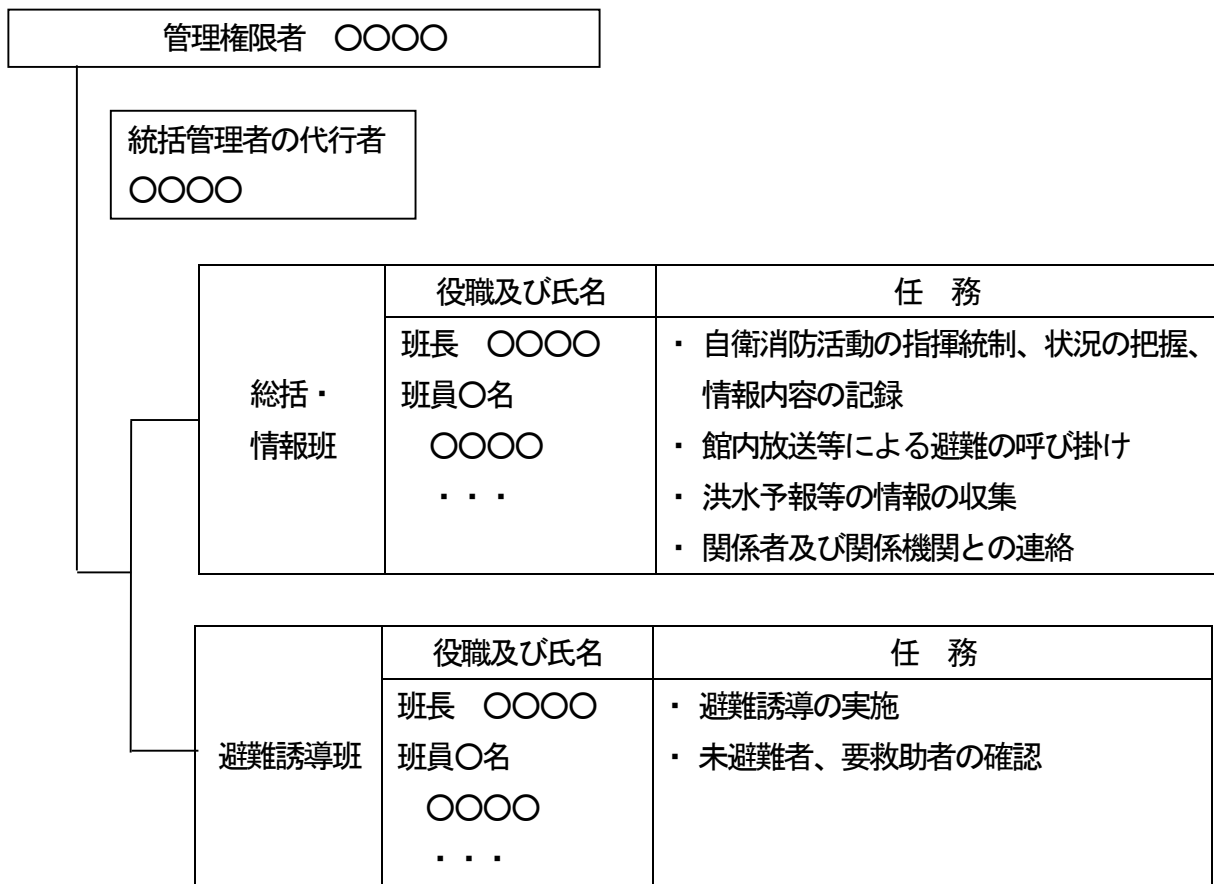 管理権限者　〇〇〇〇
統括管理者の代行者
〇〇〇〇
役職及び氏名
任　務
総括・
情報班
班長　〇〇〇〇
班員〇名
〇〇〇〇
・・・
・ 自衛消防活動の指揮統制、状況の把握、
情報内容の記録
・ 館内放送等による避難の呼び掛け
・ 洪水予報等の情報の収集
・ 関係者及び関係機関との連絡
役職及び氏名
任　務
避難誘導班
班長　〇〇〇〇
班員〇名
〇〇〇〇
・・・
・ 避難誘導の実施
・ 未避難者、要救助者の確認